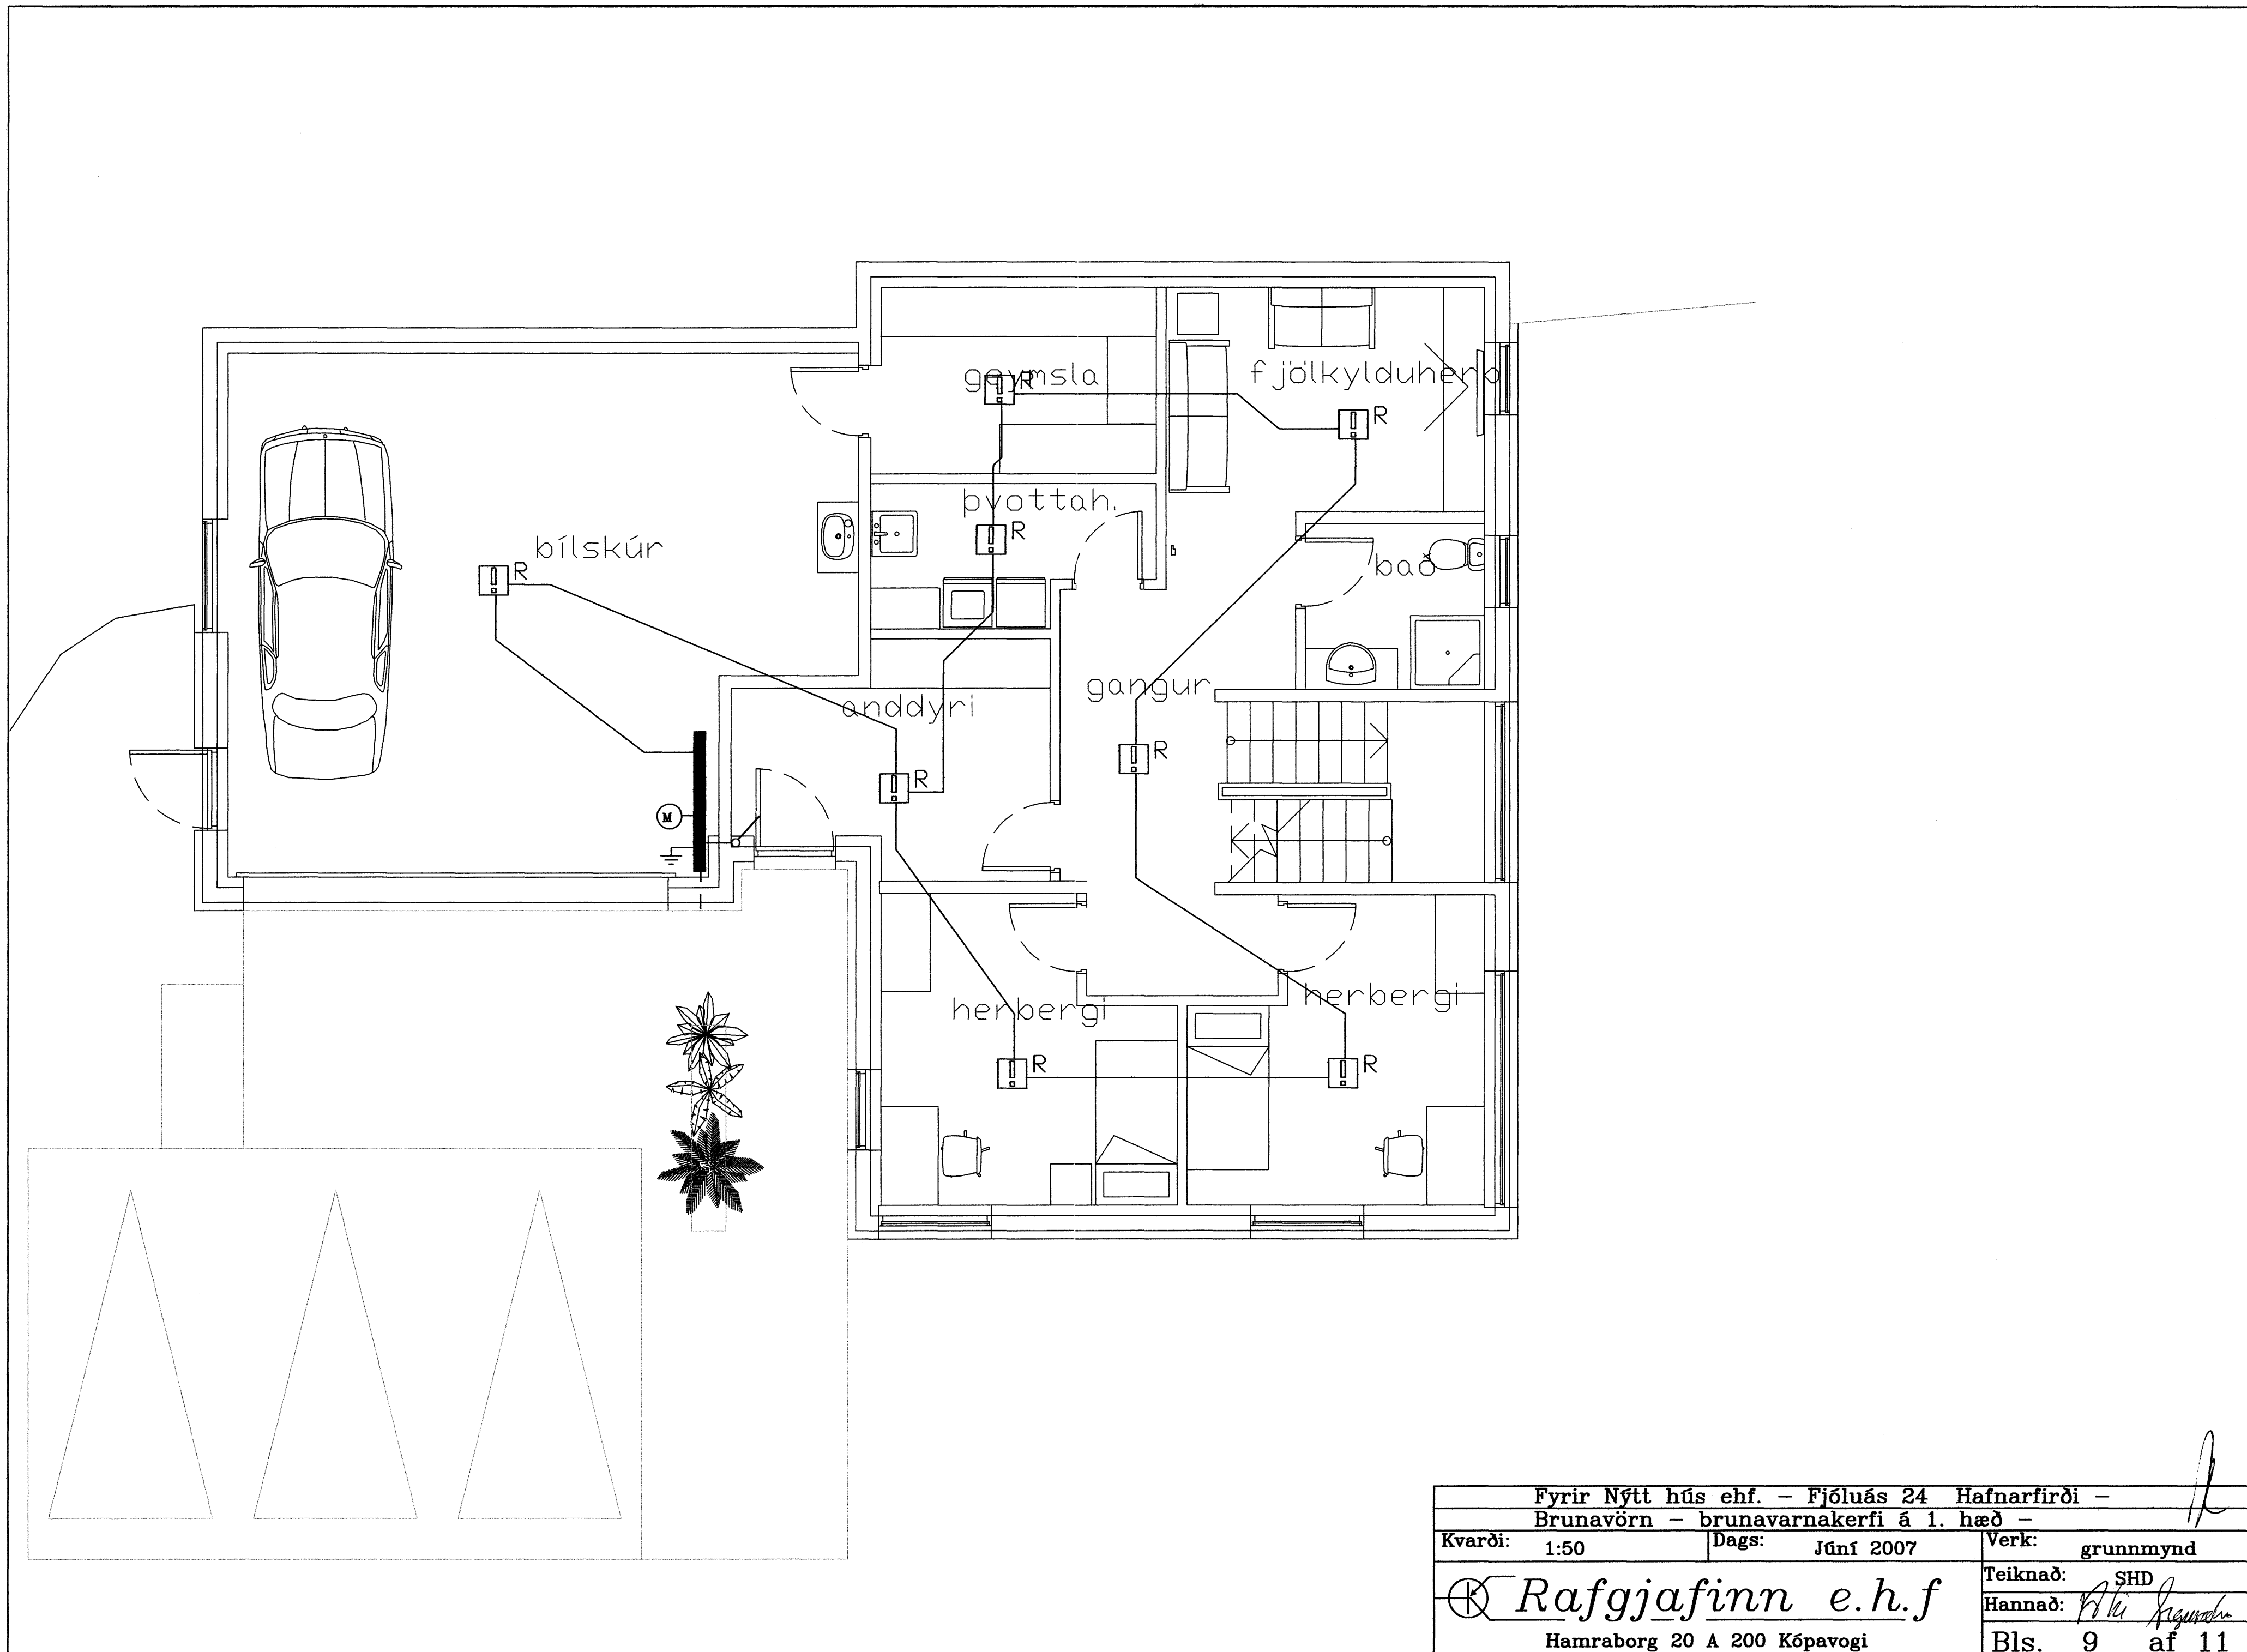 geymsla R
fjölkylduherb
R
þvottah.
R
bílskúr
R
bað
gangur
anddyri
R
R
M
herbergi
herbergi
R
R
Fyrir Nýtt hús ehf. – Fjóluás 24 Hafnarfirði –
Brunavörn – brunavarnakerfi á 1. hæð –
Kvarði: 1:50 Dags: Júní 2007 Verk: grunnmynd
Rafgjafinn e.h.f
Teiknað: SHD
Hannað:
Hamraborg 20 A 200 Kópavogi
Bls. 9 af 11